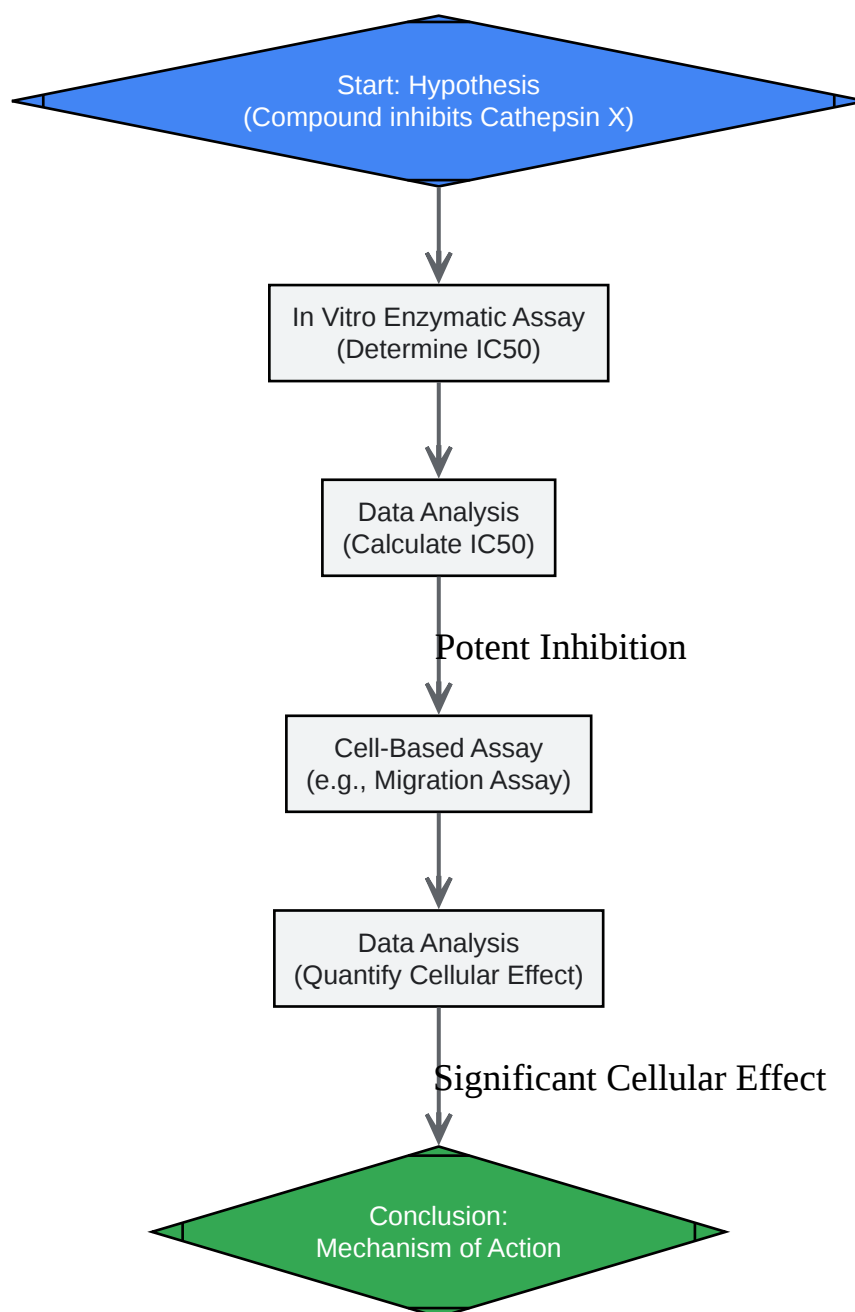 Start: Hypothesis
(Compound inhibits Cathepsin X)
In Vitro Enzymatic Assay
(Determine IC50)
Data Analysis
(Calculate IC50)
Potent Inhibition
Cell-Based Assay
(e.g., Migration Assay)
Data Analysis
(Quantify Cellular Effect)
Significant Cellular Effect
Conclusion:
Mechanism of Action